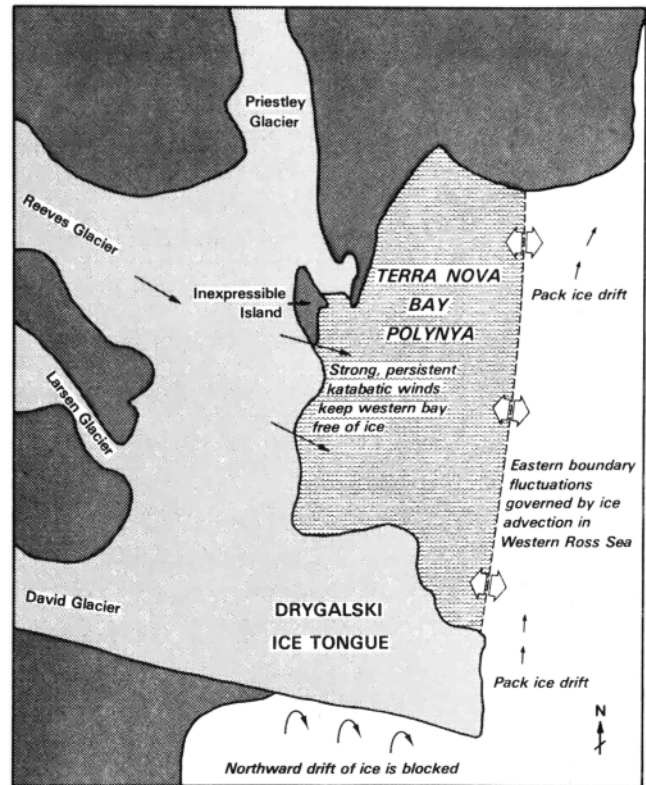 Priestley
Glacier
Reeves Glacier
Inexpressible
Island
TERRA NOVA
BAY
POLYNYA
Pack ice drift
Strong, persistent
katabatic winds
keep western bay
free of ice
Larsen Glacier
Eastern boundary
fluctuations
governed by ice
advection in
Western Ross Sea
David Glacier
DRYGALSKI
ICE TONGUE
Pack ice drift
N
Northward drift of ice is blocked